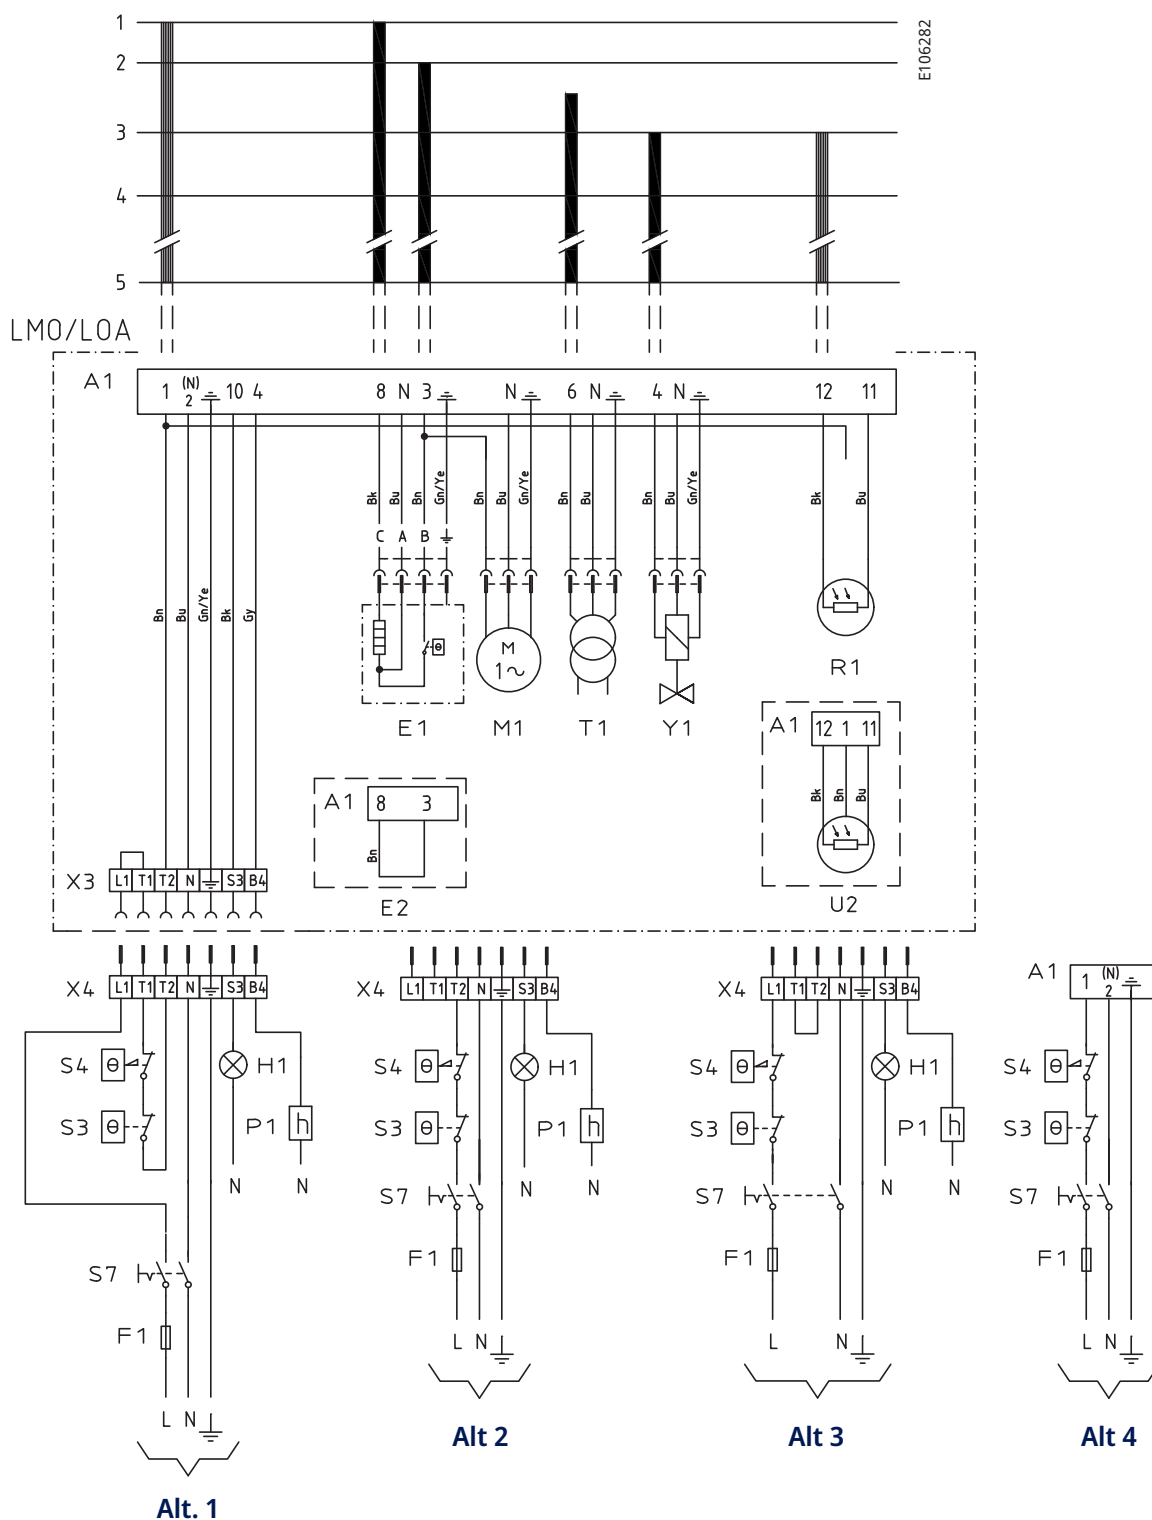 1
E106282
2
3
4
5
LMO/LOA
A1 1 (N) 2 10 4 8 N 3 N 6 N 4 N 12 11
Bk Bu Bn Gn/Ye Bn Bu Gn/Ye Bn Bu Bn Bu Gn/Ye Bk Bu
C A B
Bn Bu Gn/Ye Bk Gy
θ
M
1~
R1
E1 M1 T1 Y1
A1 12 1 11
Bk Bn Bu
A1 8 3
Bn
X3 L1 T1 T2 N S3 B4
E2
U2
X4 L1 T1 T2 N S3 B4
X4 L1 T1 T2 N S3 B4
X4 L1 T1 T2 N S3 B4
A1 1 (N) 2
S4 θ H1
S4 θ H1
S4 θ H1
S4 θ
S3 θ P1 h
S3 θ P1 h
S3 θ P1 h
S3 θ
N N
S7 N N
S7 N N
S7
S7
F1
F1
F1
F1
L N
L N
L N
L N
Alt 2
Alt 3
Alt 4
Alt. 1